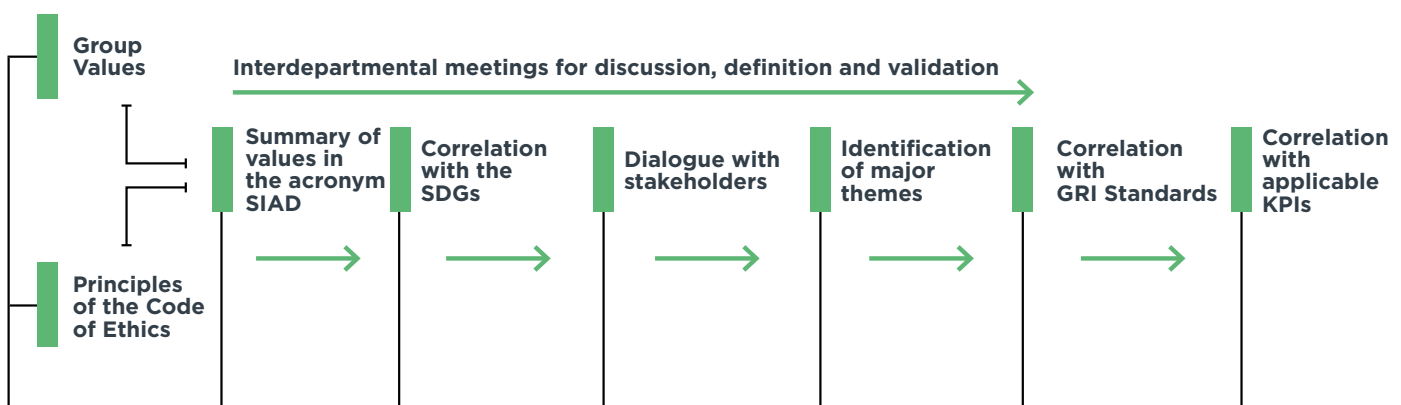 Group
Values
Interdepartmental meetings for discussion, definition and validation
Summary of
values in
the acronym
SIAD
Correlation
with the
SDGs
Dialogue with
stakeholders
Identification
of major
themes
Correlation
with
GRI Standards
Correlation
with
applicable
KPIs
Principles
of the Code
of Ethics